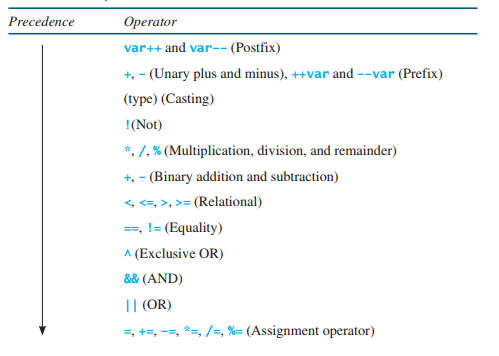 Precedence Operator
var++ and var-- (Postfix)
+, - (Unary plus and minus), ++var and --var (Prefix)
(type) (Casting)
!(Not)
*, /, % (Multiplication, division, and remainder)
+, - (Binary addition and subtraction)
<, <=, >, >= (Relational)
==, != (Equality)
^ (Exclusive OR)
&& (AND)
|| (OR)
=, +=, -=, *=, /=, %= (Assignment operator)